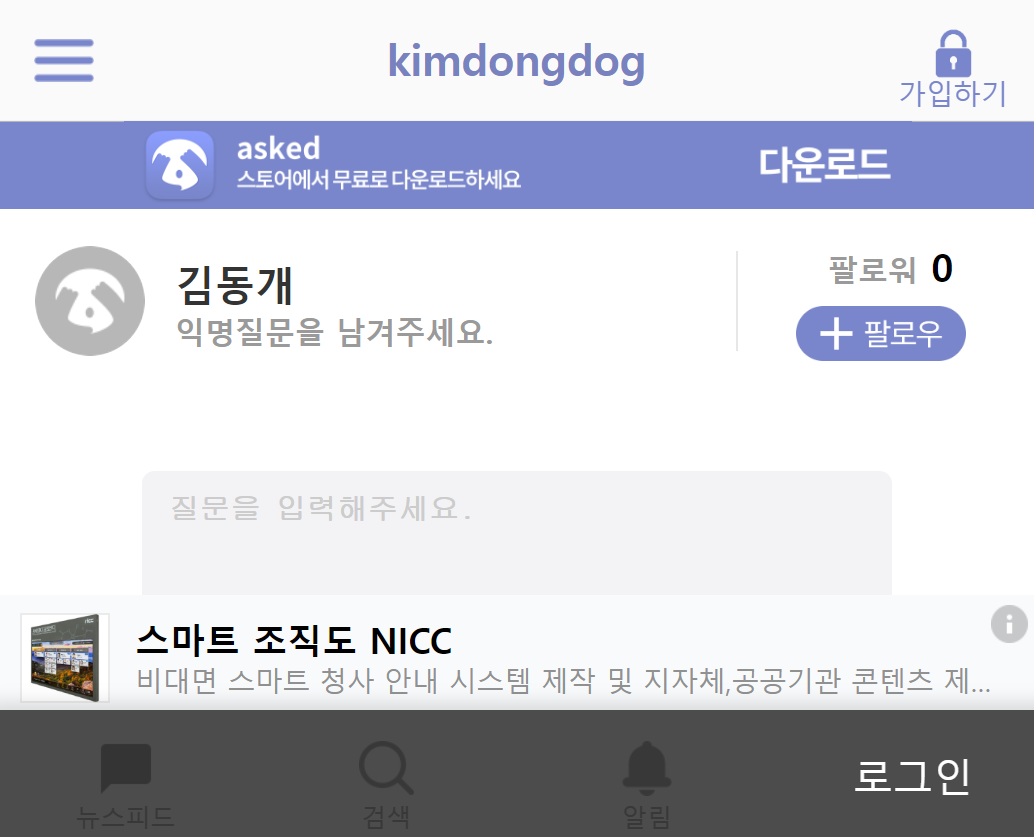 kimdongdog
가입하기
asked
스토어에서 무료로 다운로드하세요
다운로드
김동개
익명질문을 남겨주세요.
팔로워 0
팔로우
질문을 입력해주세요.
스마트 조직도 NICC
비대면 스마트 청사 안내 시스템 제작 및 지자체,공공기관 콘텐츠 제...
뉴스피드
검색
알림
로그인